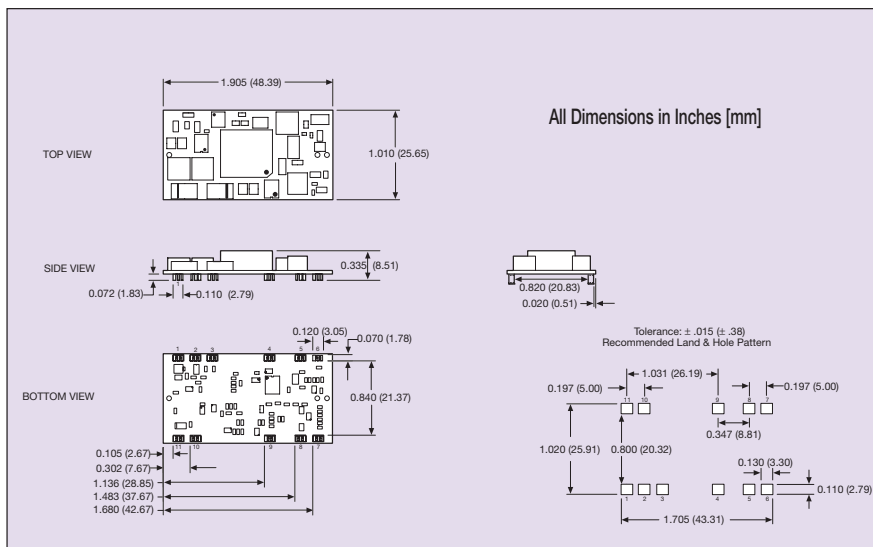 1.905 (48.39)
All Dimensions in Inches [mm]
TOP VIEW
1.010 (25.65)
SIDE VIEW
0.335 (8.51)
0.072 (1.83)
1
0.110 (2.79)
0.820 (20.83)
0.020 (0.51)
Tolerance: ± .015 (± .38)
Recommended Land & Hole Pattern
0.120 (3.05)
0.070 (1.78)
1 2 3 4 5 6
BOTTOM VIEW
0.840 (21.37)
11 10 9 8 7
0.105 (2.67)
0.302 (7.67)
1.136 (28.85)
1.483 (37.67)
1.680 (42.67)
1.031 (26.19)
0.197 (5.00)
0.197 (5.00)
11 10 9 8 7
0.347 (8.81)
1.020 (25.91)
0.800 (20.32)
0.130 (3.30)
0.110 (2.79)
1 2 3 4 5 6
1.705 (43.31)